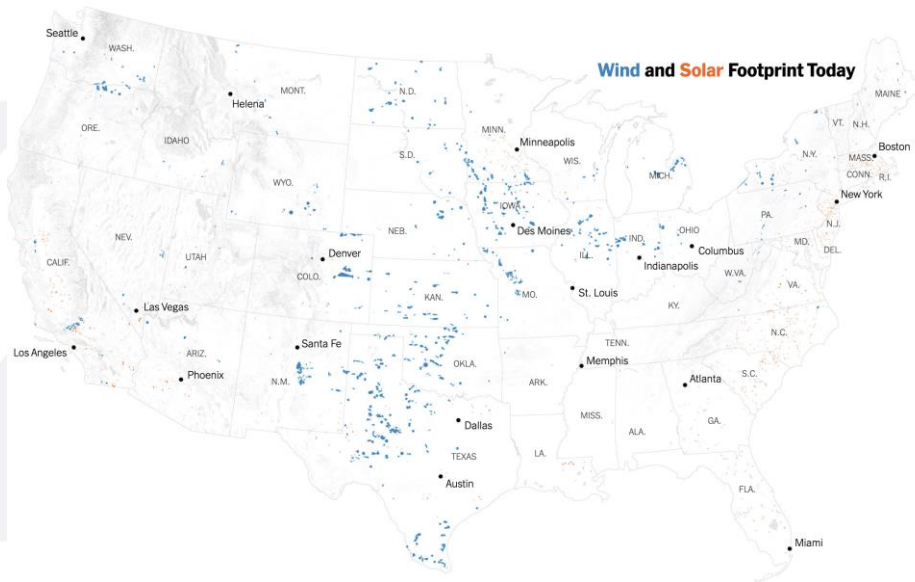 Wind and Solar Footprint Today
Seattle
WASH.
MONT.
Helena
N.D.
MINN.
Minneapolis
MAINE
VT.
N.H.
ORE.
IDAHO
S.D.
WIS.
MICH.
N.Y.
Boston
MASS.
CONN.
R.I.
WYO.
IOWA
Des Moines
New York
PA.
N.J.
NEV.
UTAH
Denver
COLO.
NEB.
ILL.
IND.
OHIO
Columbus
Indianapolis
MD.
DEL.
W.VA.
CALIF.
Las Vegas
KAN.
MO.
St. Louis
KY.
VA.
Los Angeles
ARIZ.
Phoenix
Santa Fe
N.M.
OKLA.
ARK.
TENN.
Memphis
N.C.
S.C.
Atlanta
GA.
MISS.
ALA.
Dallas
TEXAS
Austin
LA.
FLA.
Miami